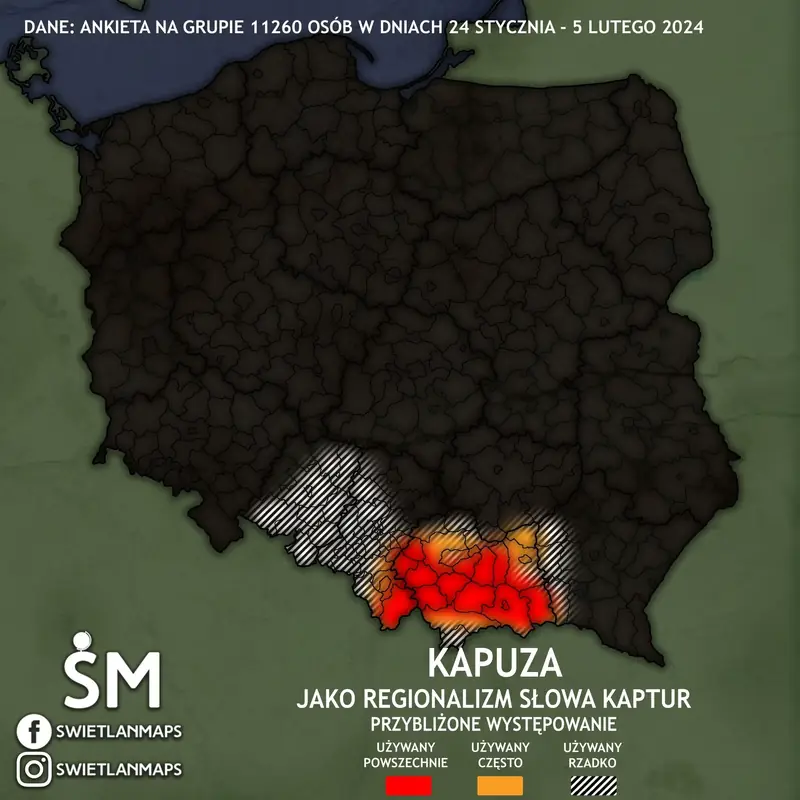 DANE: ANKIETA NA GRUPIE 11260 OSÓB W DNIACH 24 STYCZNIA - 5 LUTEGO 2024
KAPUZA
JAKO REGIONALIZM SŁOWA KAPTUR
PRZYBLIŻONE WYSTĘPOWANIE
UŻYWANY POWSZECHNIE
UŻYWANY CZĘSTO
UŻYWANY RZADKO
ŚM
SWIETLANMAPS
SWIETLANMAPS